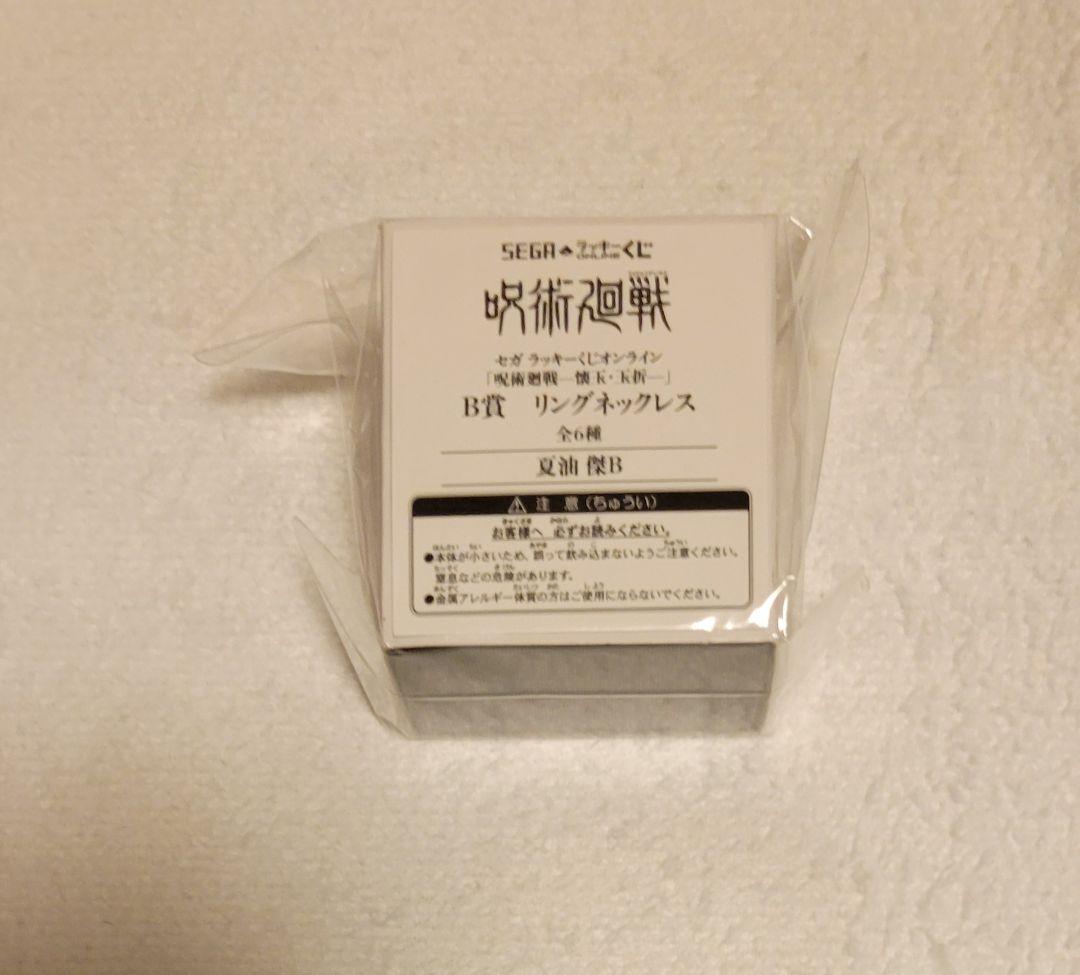 SEGA ラッキーくじ
ONLINE
呪術廻戦
セガ ラッキーくじオンライン
「呪術廻戦―懐玉・玉折―」
B賞 リングネックレス
全6種
夏油 傑B
⚠ 注 意 (ちゅうい)
お客様へ 必ずお読みください。
●本体が小さいため、誤って飲み込まないようご注意ください。
窒息などの危険があります。
●金属アレルギー体質の方はご使用にならないでください。